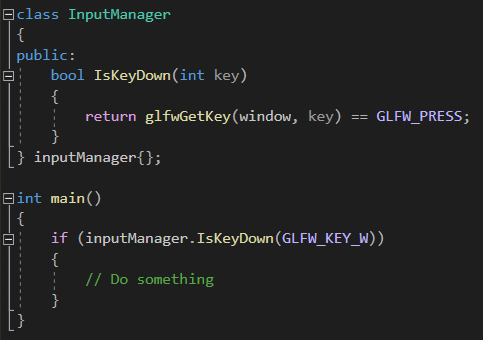 class InputManager
{
public:
    bool IsKeyDown(int key)
    {
        return glfwGetKey(window, key) == GLFW_PRESS;
    }
} inputManager{};

int main()
{
    if (inputManager.IsKeyDown(GLFW_KEY_W))
    {
        // Do something
    }
}